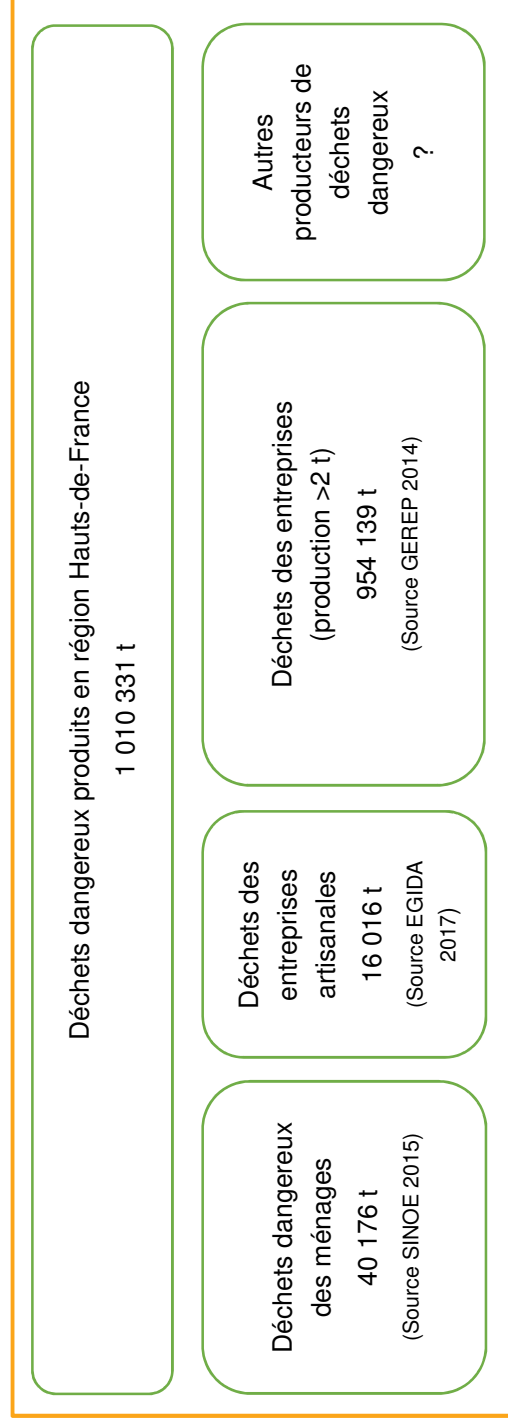 Déchets dangereux produits en région Hauts-de-France
1 010 331 t
Déchets dangereux
des ménages
40 176 t
(Source SINOE 2015)
Déchets des
entreprises
artisanales
16 016 t
(Source EGIDA
2017)
Déchets des entreprises
(production >2 t)
954 139 t
(Source GEREP 2014)
Autres
producteurs de
déchets
dangereux
?